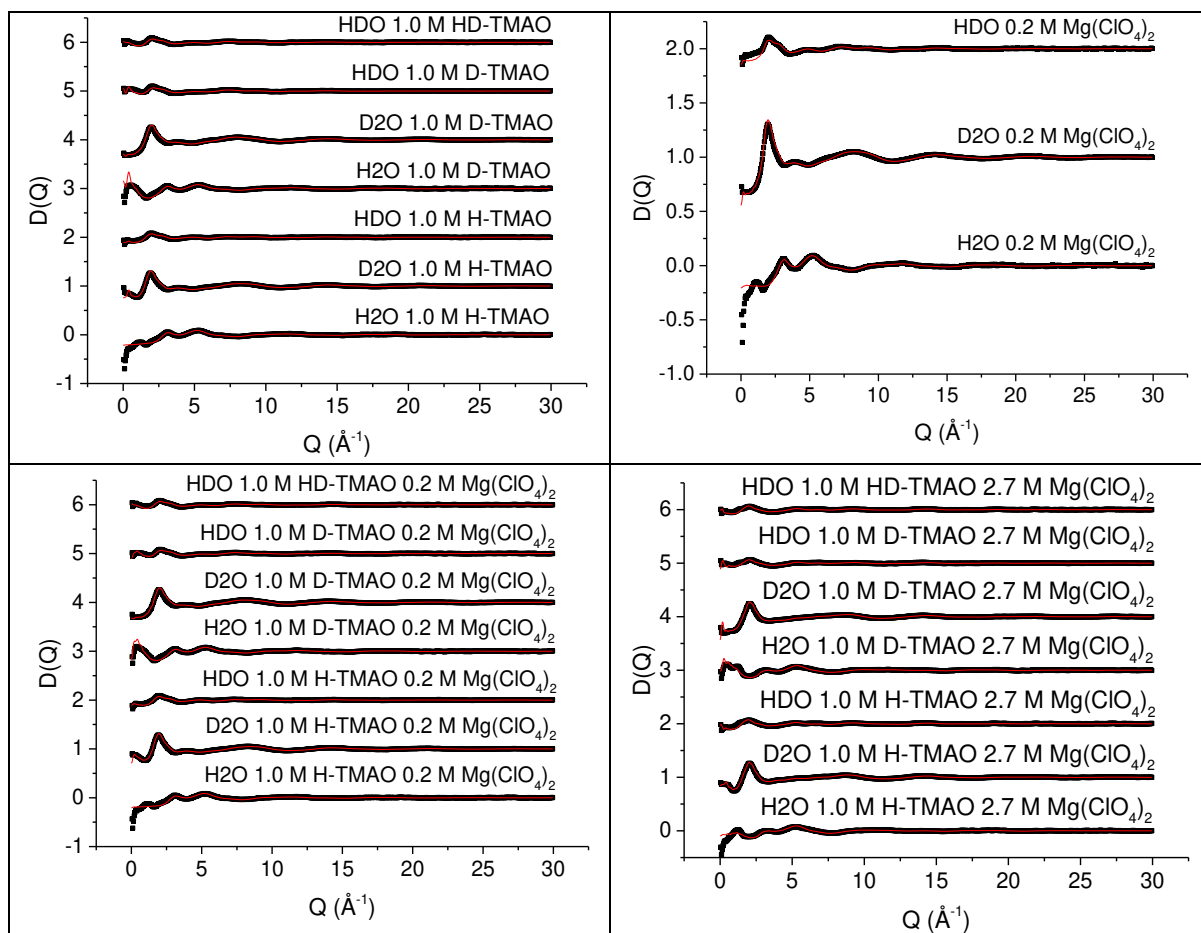 HDO 1.0 M HD-TMAO
HDO 1.0 M D-TMAO
D2O 1.0 M D-TMAO
H2O 1.0 M D-TMAO
HDO 1.0 M H-TMAO
D2O 1.0 M H-TMAO
H2O 1.0 M H-TMAO
6
5
4
3
2
1
0
-1
D(Q)
0 5 10 15 20 25 30
Q (Å⁻¹)
HDO 0.2 M Mg(ClO₄)₂
D2O 0.2 M Mg(ClO₄)₂
H2O 0.2 M Mg(ClO₄)₂
2.0
1.5
1.0
0.5
0.0
-0.5
-1.0
D(Q)
0 5 10 15 20 25 30
Q (Å⁻¹)
HDO 1.0 M HD-TMAO 0.2 M Mg(ClO₄)₂
HDO 1.0 M D-TMAO 0.2 M Mg(ClO₄)₂
D2O 1.0 M D-TMAO 0.2 M Mg(ClO₄)₂
H2O 1.0 M D-TMAO 0.2 M Mg(ClO₄)₂
HDO 1.0 M H-TMAO 0.2 M Mg(ClO₄)₂
D2O 1.0 M H-TMAO 0.2 M Mg(ClO₄)₂
H2O 1.0 M H-TMAO 0.2 M Mg(ClO₄)₂
6
5
4
3
2
1
0
-1
D(Q)
0 5 10 15 20 25 30
Q (Å⁻¹)
HDO 1.0 M HD-TMAO 2.7 M Mg(ClO₄)₂
HDO 1.0 M D-TMAO 2.7 M Mg(ClO₄)₂
D2O 1.0 M D-TMAO 2.7 M Mg(ClO₄)₂
H2O 1.0 M D-TMAO 2.7 M Mg(ClO₄)₂
HDO 1.0 M H-TMAO 2.7 M Mg(ClO₄)₂
D2O 1.0 M H-TMAO 2.7 M Mg(ClO₄)₂
H2O 1.0 M H-TMAO 2.7 M Mg(ClO₄)₂
6
5
4
3
2
1
0
D(Q)
0 5 10 15 20 25 30
Q (Å⁻¹)